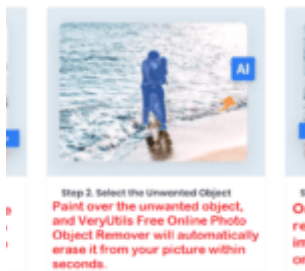 AI
Step 2. Select the Unwanted Object
Paint over the unwanted object,
and VeryUtils Free Online Photo
Object Remover will automatically
erase it from your picture within
seconds.